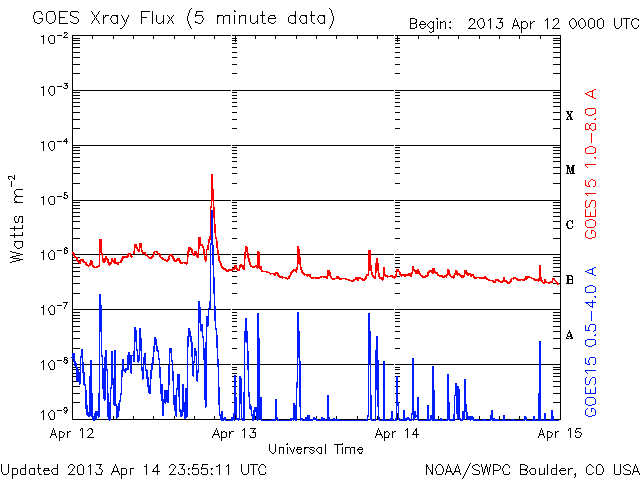 GOES Xray Flux (5 minute data)
Begin: 2013 Apr 12 0000 UTC
10⁻²
10⁻³
10⁻⁴
10⁻⁵
10⁻⁶
10⁻⁷
10⁻⁸
10⁻⁹
Watts m⁻²
X
M
C
B
A
GOES15 1.0-8.0 A
GOES15 0.5-4.0 A
Apr 12
Apr 13
Apr 14
Apr 15
Universal Time
Updated 2013 Apr 14 23:55:11 UTC
NOAA/SWPC Boulder, CO USA